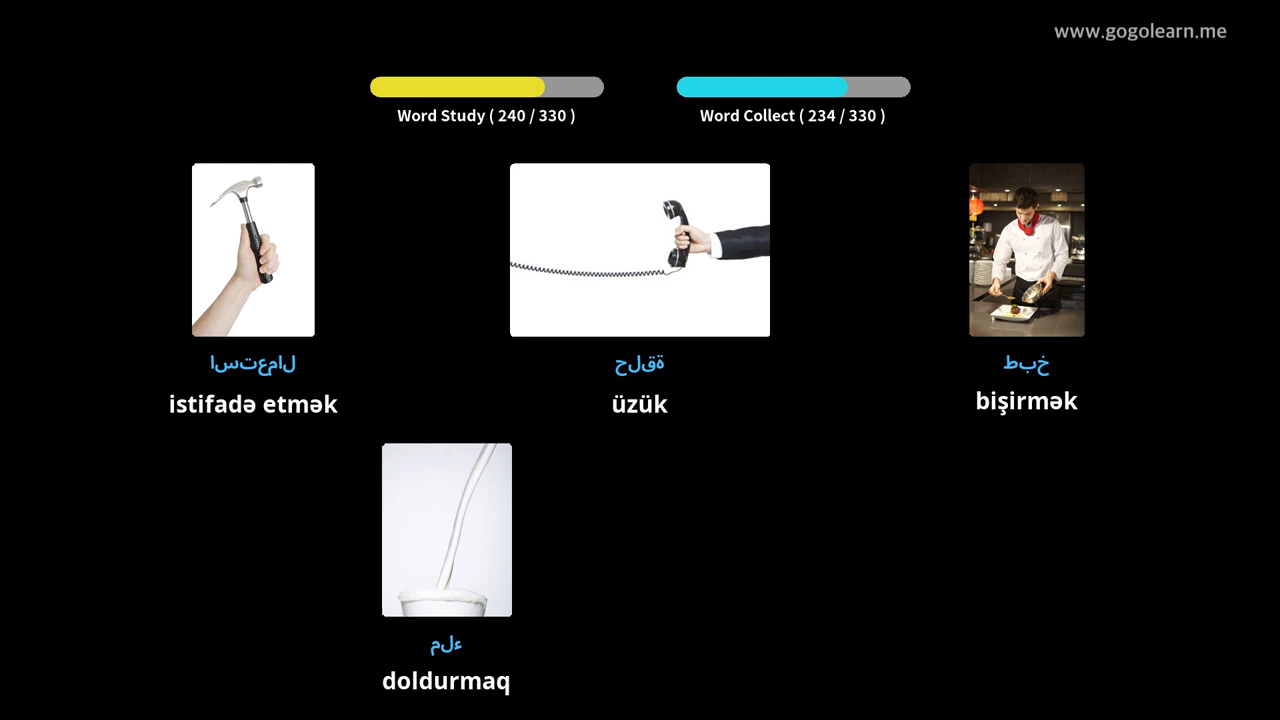 www.gogolearn.me
Word Study ( 240 / 330 )
Word Collect ( 234 / 330 )
استعمال
istifadə etmək
حلقة
üzük
طبخ
bişirmək
ملء
doldurmaq